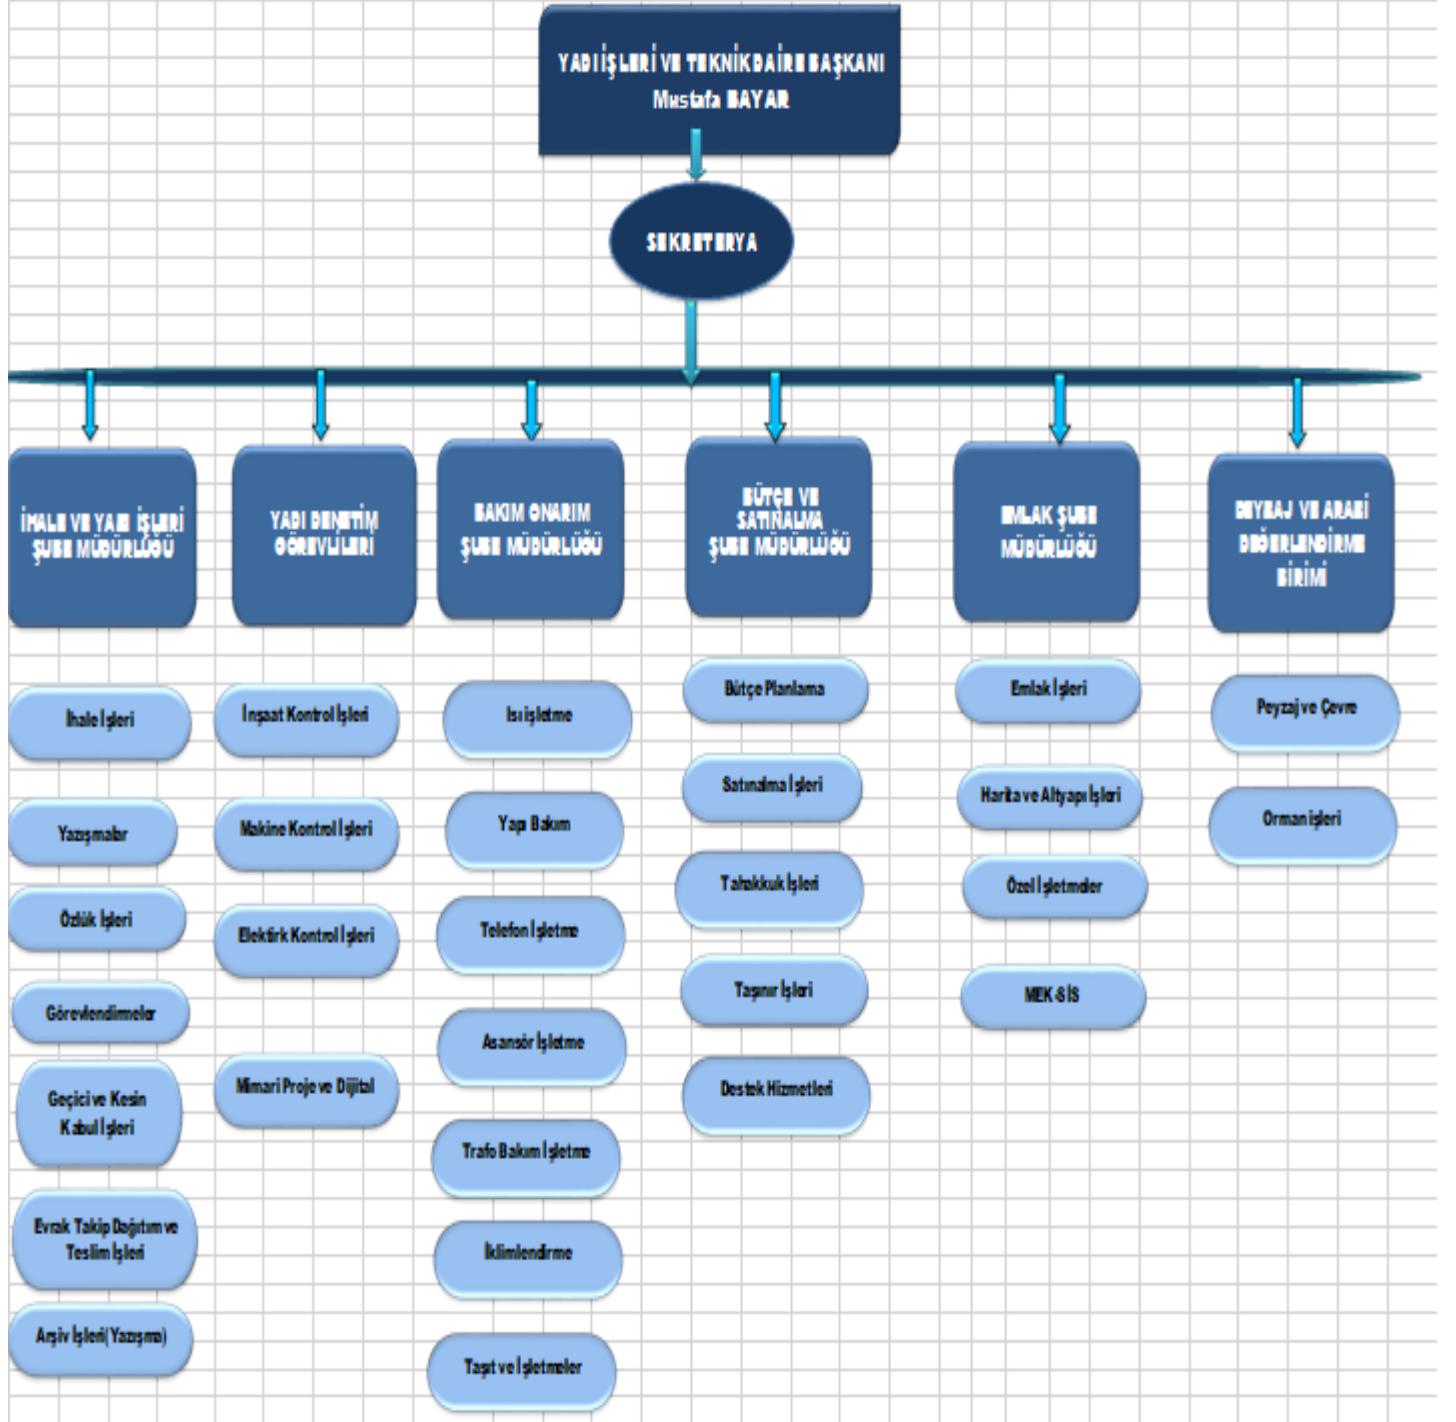 YAPI İŞLERİ VE TEKNİK DAİRE BAŞKANI
Mustafa BAYAR
SEKRETERYA
İHALE VE YAPI İŞLERİ
ŞUBE MÜDÜRLÜĞÜ
YAPI DENETİM
GÖREVLİLERİ
BAKIM ONARIM
ŞUBE MÜDÜRLÜĞÜ
BÜTÇE VE
SATINALMA
ŞUBE MÜDÜRLÜĞÜ
EMLAK ŞUBE
MÜDÜRLÜĞÜ
PEYZAJ VE ARAZİ
DEĞERLENDİRME
BİRİMİ
İhale İşleri
Yazışmalar
Özlük İşleri
Görevlendirmeler
Geçici ve Kesin
Kabul İşleri
Evrak Takip Dağıtım ve
Teslim İşleri
Arşiv İşleri(Yazışma)
İnşaat Kontrol İşleri
Makine Kontrol İşleri
Elektirk Kontrol İşleri
Mimari Proje ve Dijital
Isı işletme
Yapı Bakım
Telefon İşletme
Asansör İşletme
Trafo Bakım İşletme
İklimlendirme
Taşıt ve İşletmeler
Bütçe Planlama
Satınalma İşleri
Tahakkuk İşleri
Taşınır İşleri
Destek Hizmetleri
Emlak İşleri
Harita ve Altyapı İşleri
Özel İşletmeler
MEK-SİS
Peyzaj ve Çevre
Orman işleri